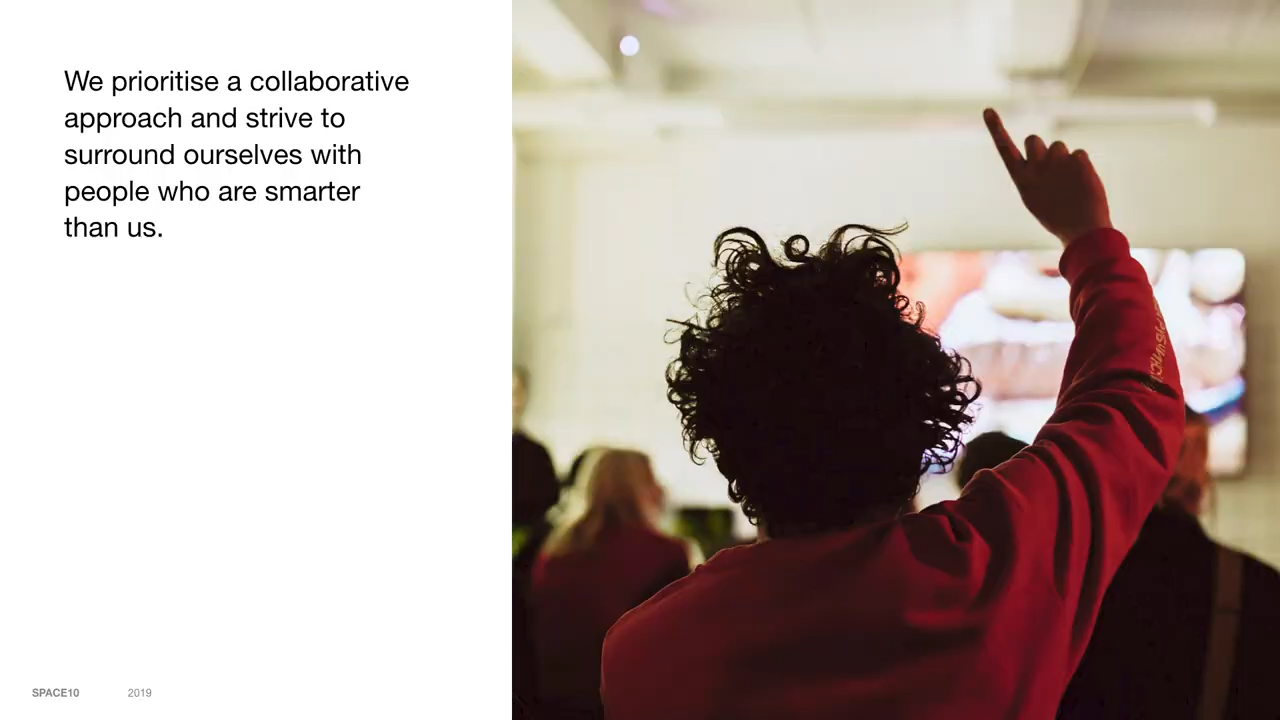 We prioritise a collaborative
approach and strive to
surround ourselves with
people who are smarter
than us.
SPACE10 2019